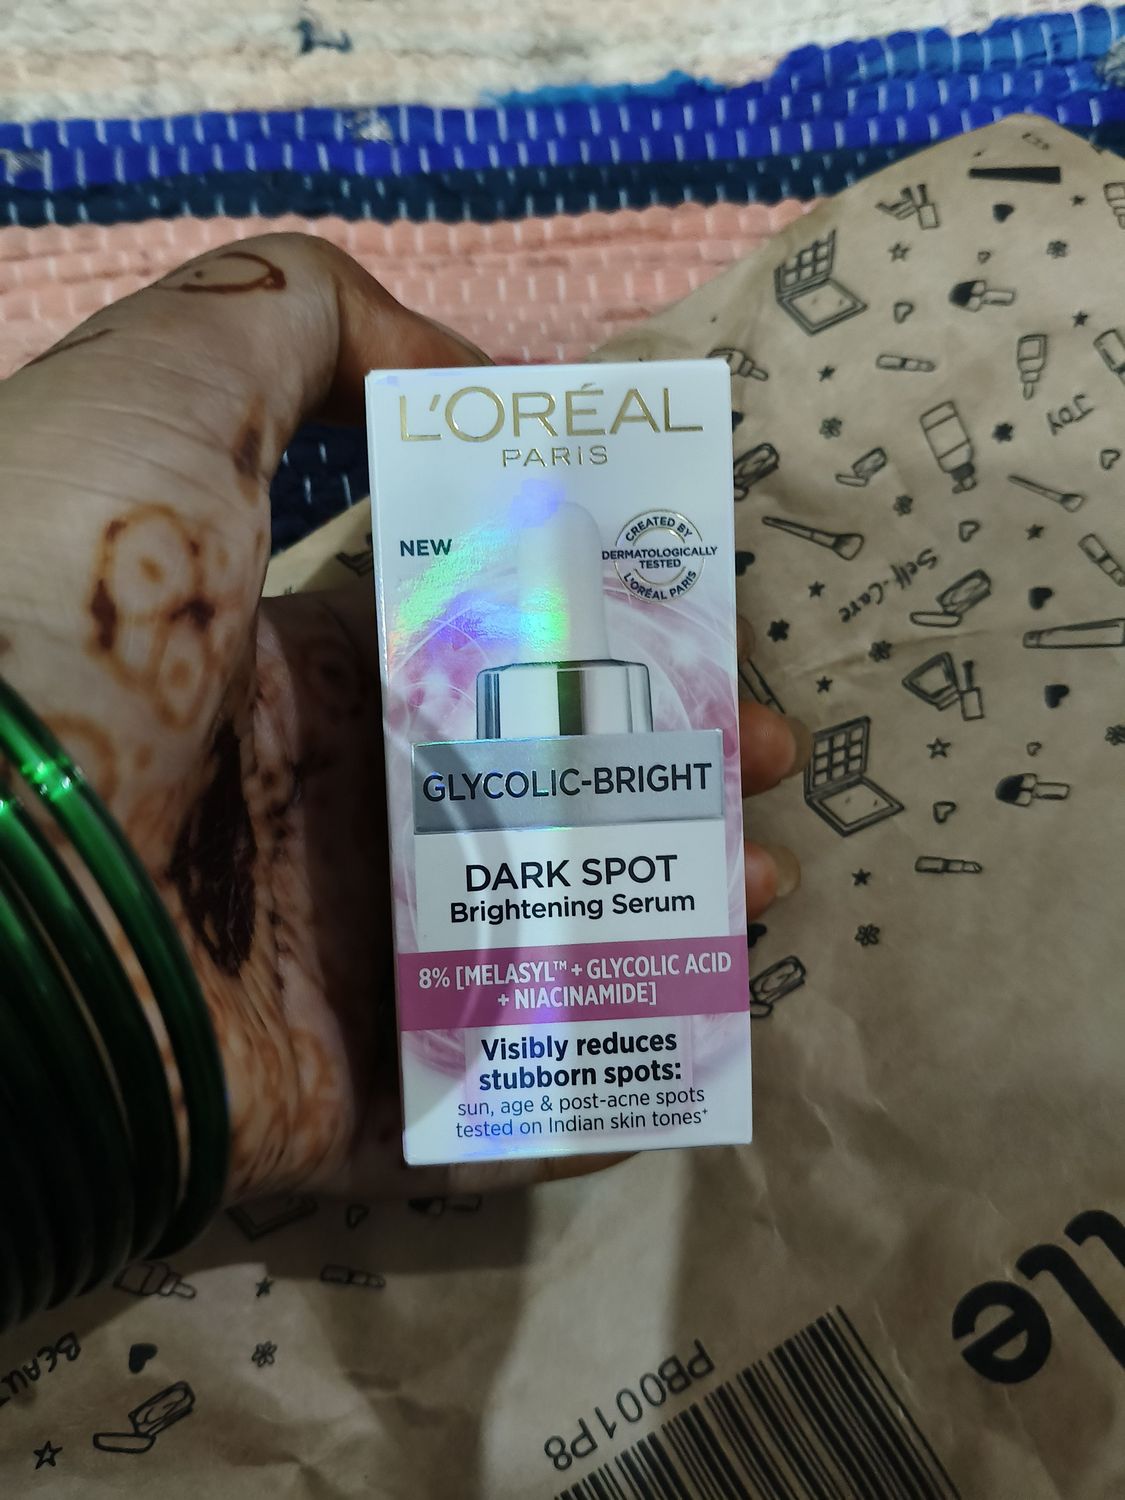 L'ORÉAL
PARIS
NEW
CREATED BY
DERMATOLOGICALLY
TESTED
L'ORÉAL PARIS
GLYCOLIC-BRIGHT
DARK SPOT
Brightening Serum
8% [MELASYL™ + GLYCOLIC ACID
+ NIACINAMIDE]
Visibly reduces
stubborn spots:
sun, age & post-acne spots
tested on Indian skin tones⁺
JOY
Self-Care
PB001P8